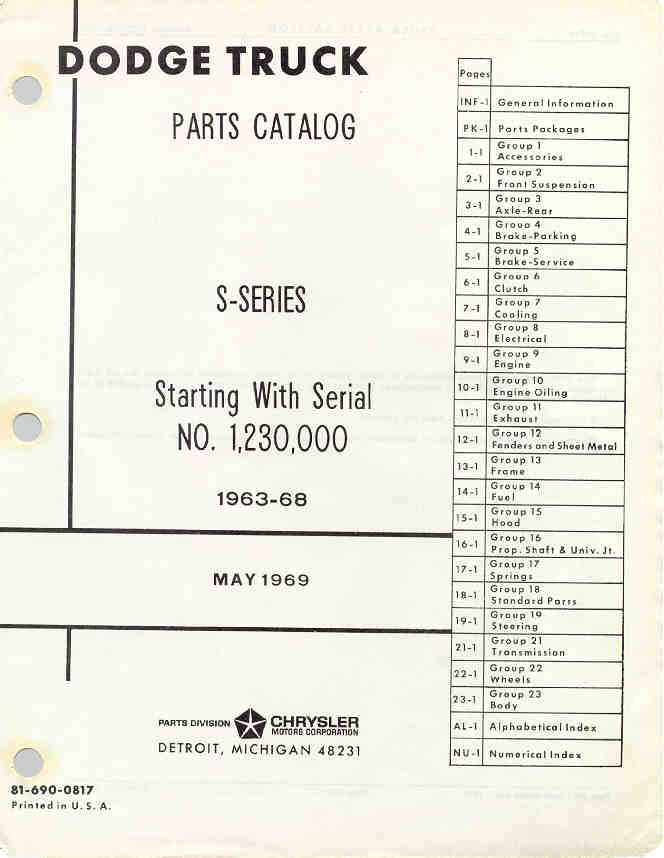 DODGE TRUCK
PARTS CATALOG
S-SERIES
Starting With Serial
NO. 1,230,000
1963-68
MAY 1969
PARTS DIVISION CHRYSLER
MOTORS CORPORATION
DETROIT, MICHIGAN 48231
81-690-0817
Printed in U.S.A.
Pages
INF-1 General Information
PK-1 Parts Packages
1-1 Group 1
Accessories
2-1 Group 2
Front Suspension
3-1 Group 3
Axle-Rear
4-1 Group 4
Brake-Parking
5-1 Group 5
Brake-Service
6-1 Group 6
Clutch
7-1 Group 7
Cooling
8-1 Group 8
Electrical
9-1 Group 9
Engine
10-1 Group 10
Engine Oiling
11-1 Group 11
Exhaust
12-1 Group 12
Fenders and Sheet Metal
13-1 Group 13
Frame
14-1 Group 14
Fuel
15-1 Group 15
Hood
16-1 Group 16
Prop. Shaft & Univ. Jt.
17-1 Group 17
Springs
18-1 Group 18
Standard Parts
19-1 Group 19
Steering
21-1 Group 21
Transmission
22-1 Group 22
Wheels
23-1 Group 23
Body
AL-1 Alphabetical Index
NU-1 Numerical Index